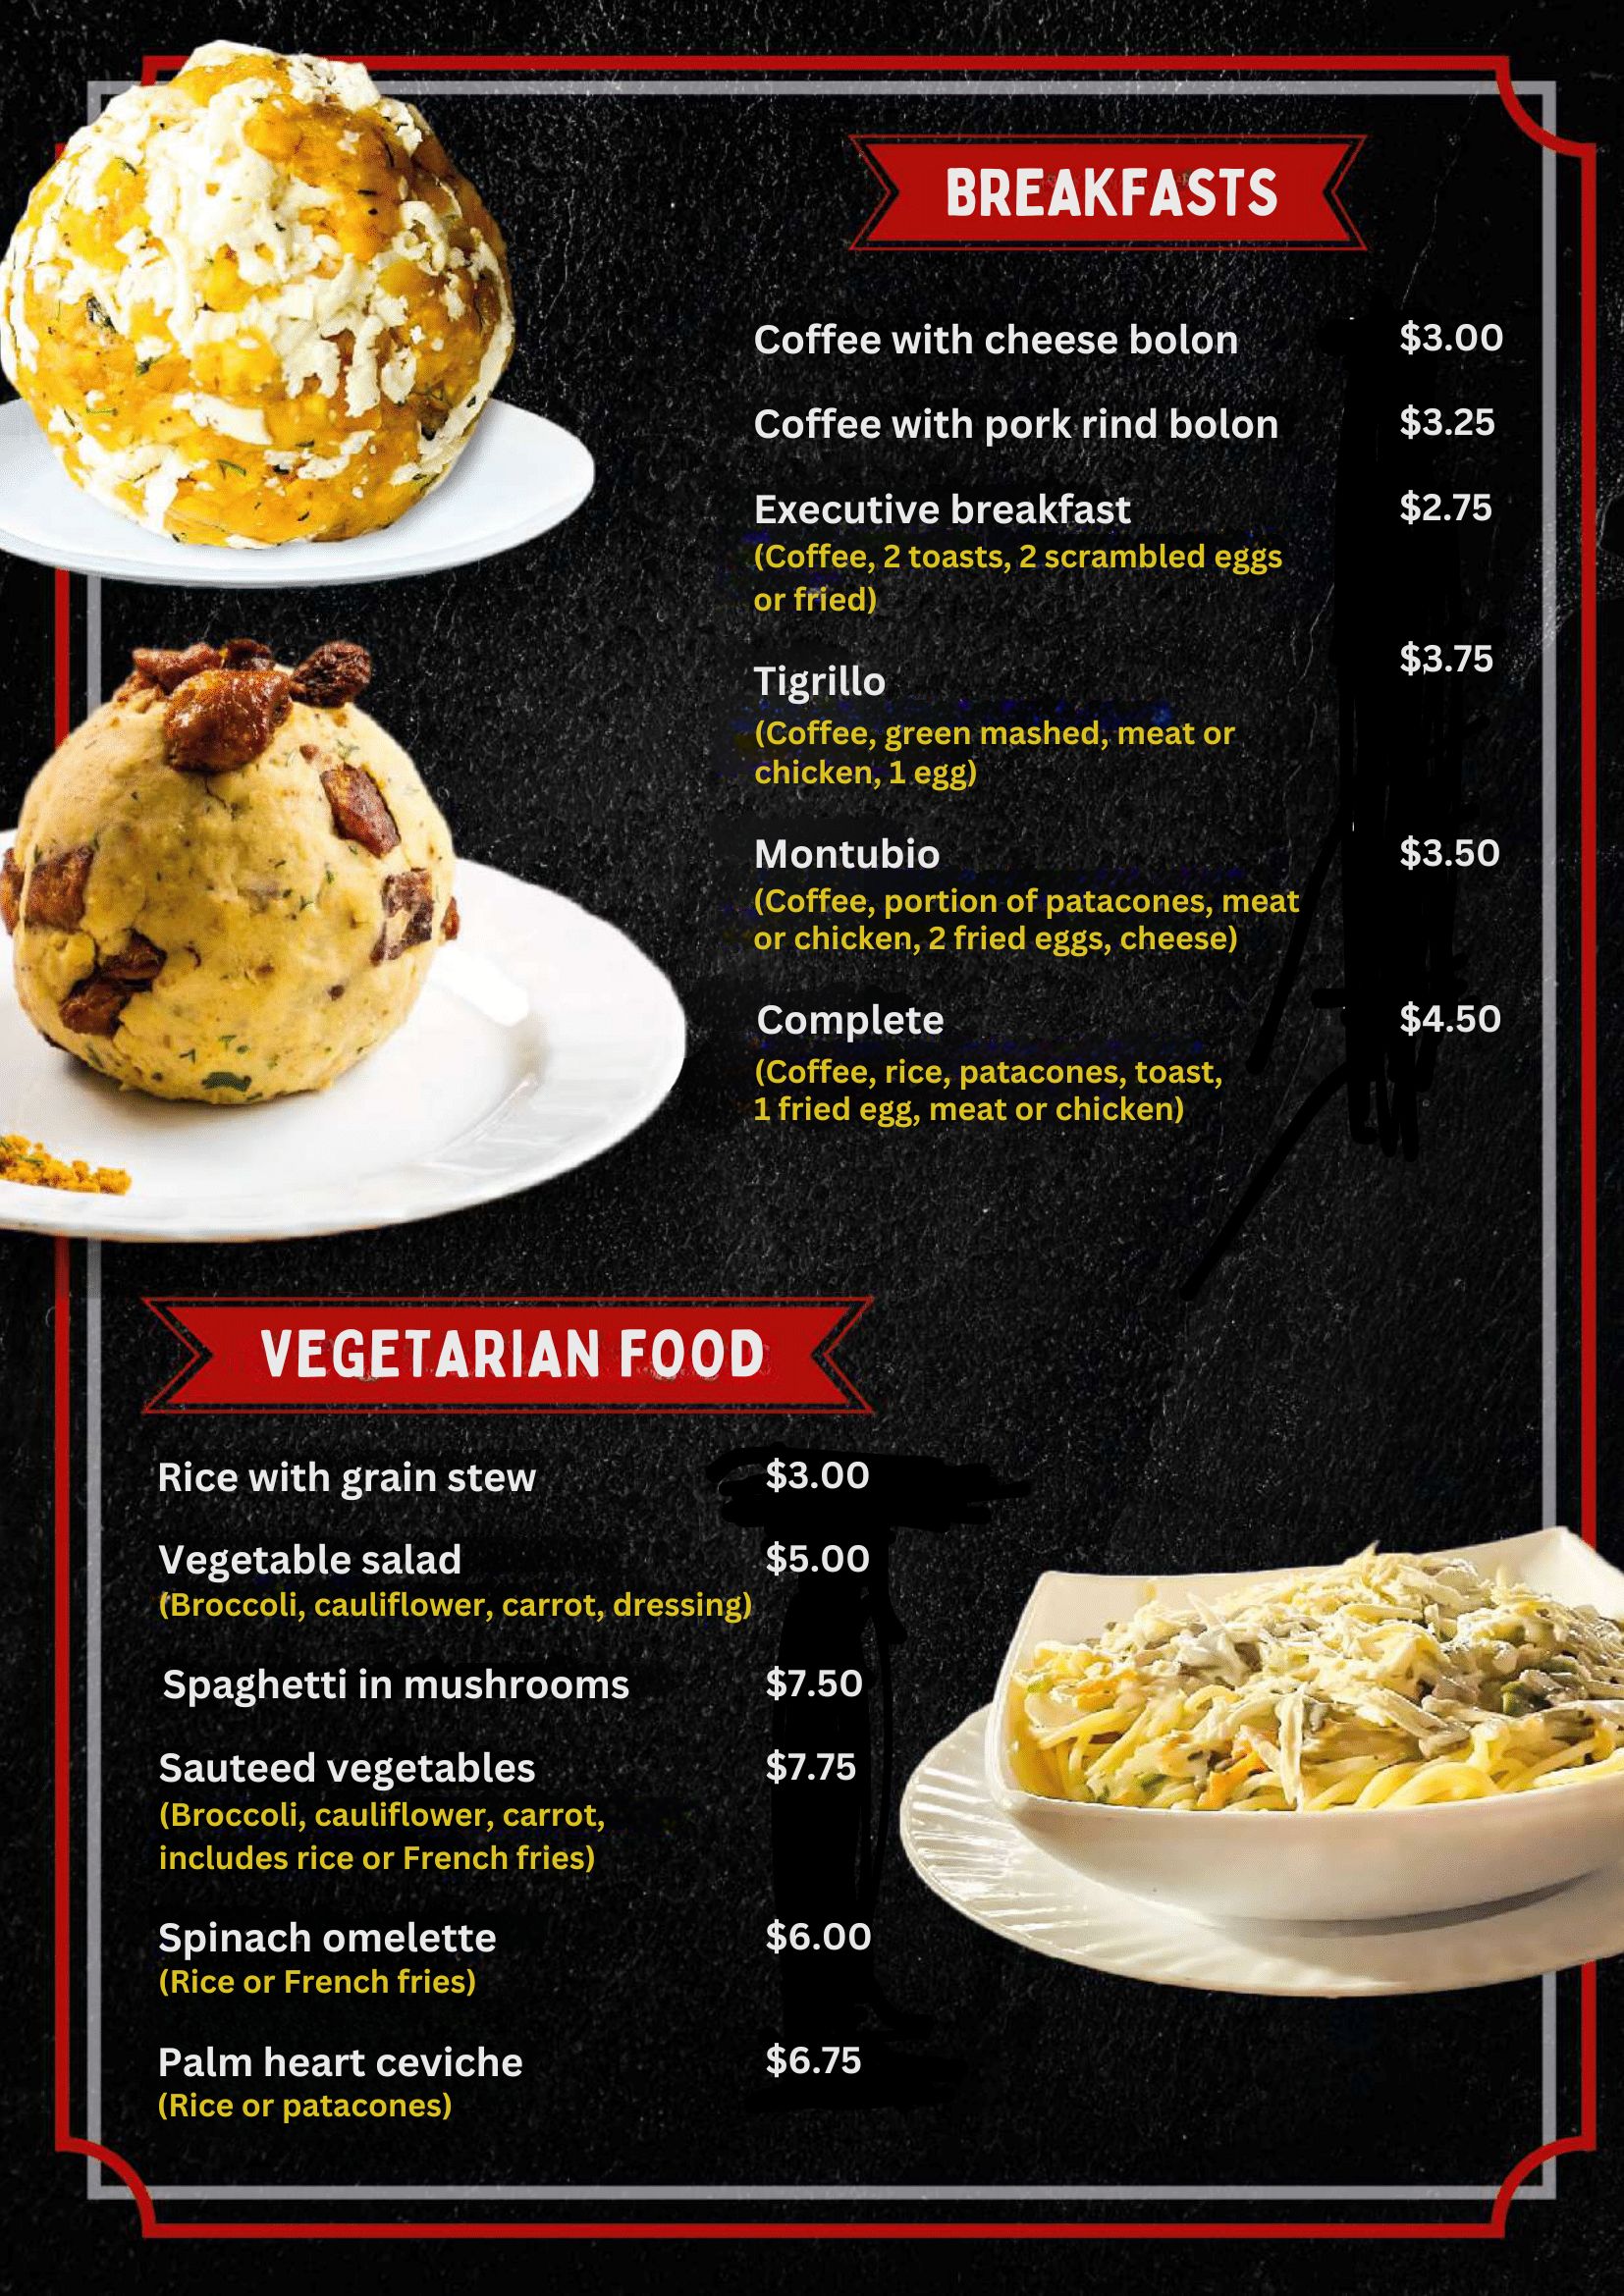 BREAKFASTS
Coffee with cheese bolon $3.00
Coffee with pork rind bolon $3.25
Executive breakfast $2.75
(Coffee, 2 toasts, 2 scrambled eggs
or fried)
Tigrillo $3.75
(Coffee, green mashed, meat or
chicken, 1 egg)
Montubio $3.50
(Coffee, portion of patacones, meat
or chicken, 2 fried eggs, cheese)
Complete $4.50
(Coffee, rice, patacones, toast,
1 fried egg, meat or chicken)
VEGETARIAN FOOD
Rice with grain stew $3.00
Vegetable salad $5.00
(Broccoli, cauliflower, carrot, dressing)
Spaghetti in mushrooms $7.50
Sauteed vegetables $7.75
(Broccoli, cauliflower, carrot,
includes rice or French fries)
Spinach omelette $6.00
(Rice or French fries)
Palm heart ceviche $6.75
(Rice or patacones)